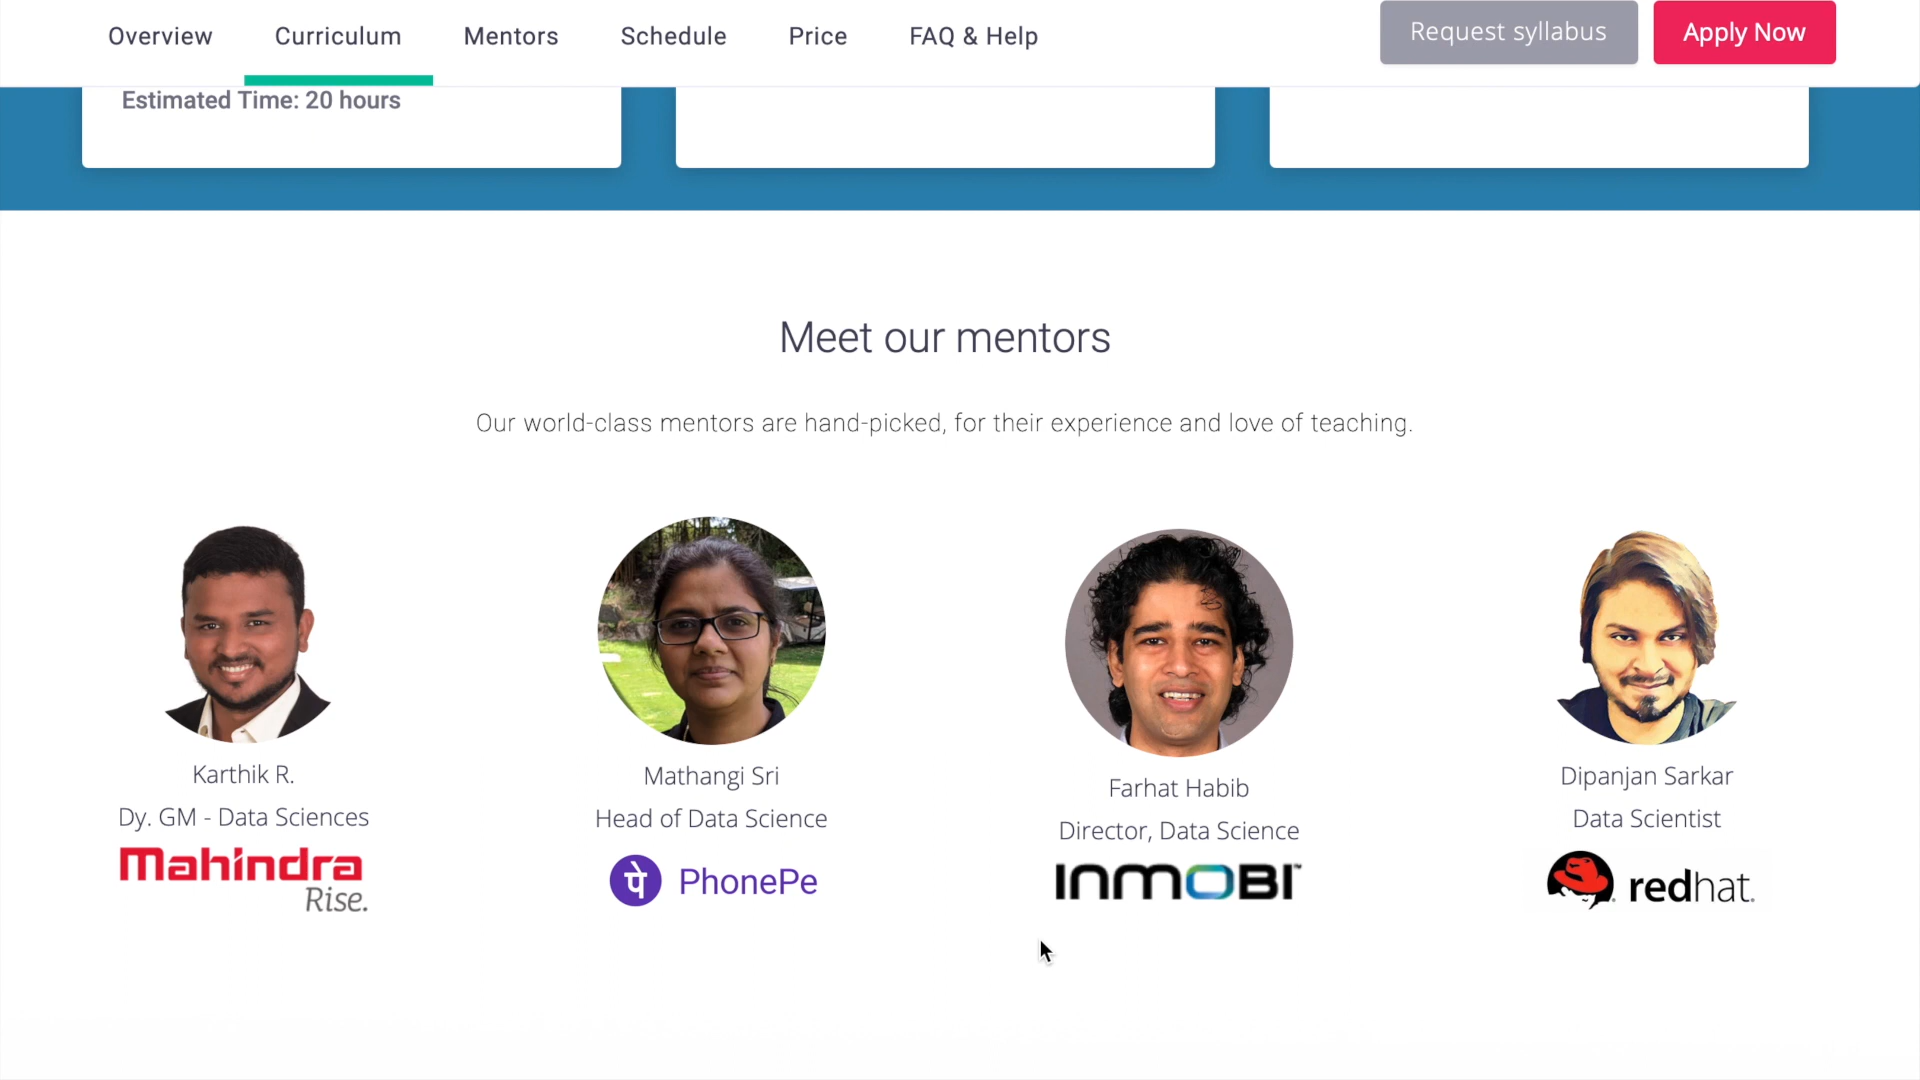 Overview Curriculum Mentors Schedule Price FAQ & Help Request syllabus Apply Now
Estimated Time: 20 hours
Meet our mentors
Our world-class mentors are hand-picked, for their experience and love of teaching.
Karthik R.
Dy. GM - Data Sciences
Mahindra
Rise.
Mathangi Sri
Head of Data Science
पे PhonePe
Farhat Habib
Director, Data Science
INMOBI™
Dipanjan Sarkar
Data Scientist
redhat.